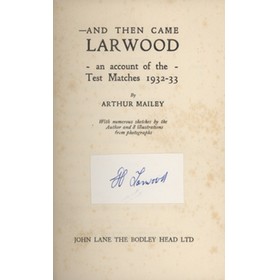 —AND THEN CAME
LARWOOD
- an account of the -
Test Matches 1932-33
By
ARTHUR MAILEY
With numerous sketches by the
Author and 8 illustrations
from photographs
H Larwood
JOHN LANE THE BODLEY HEAD LTD